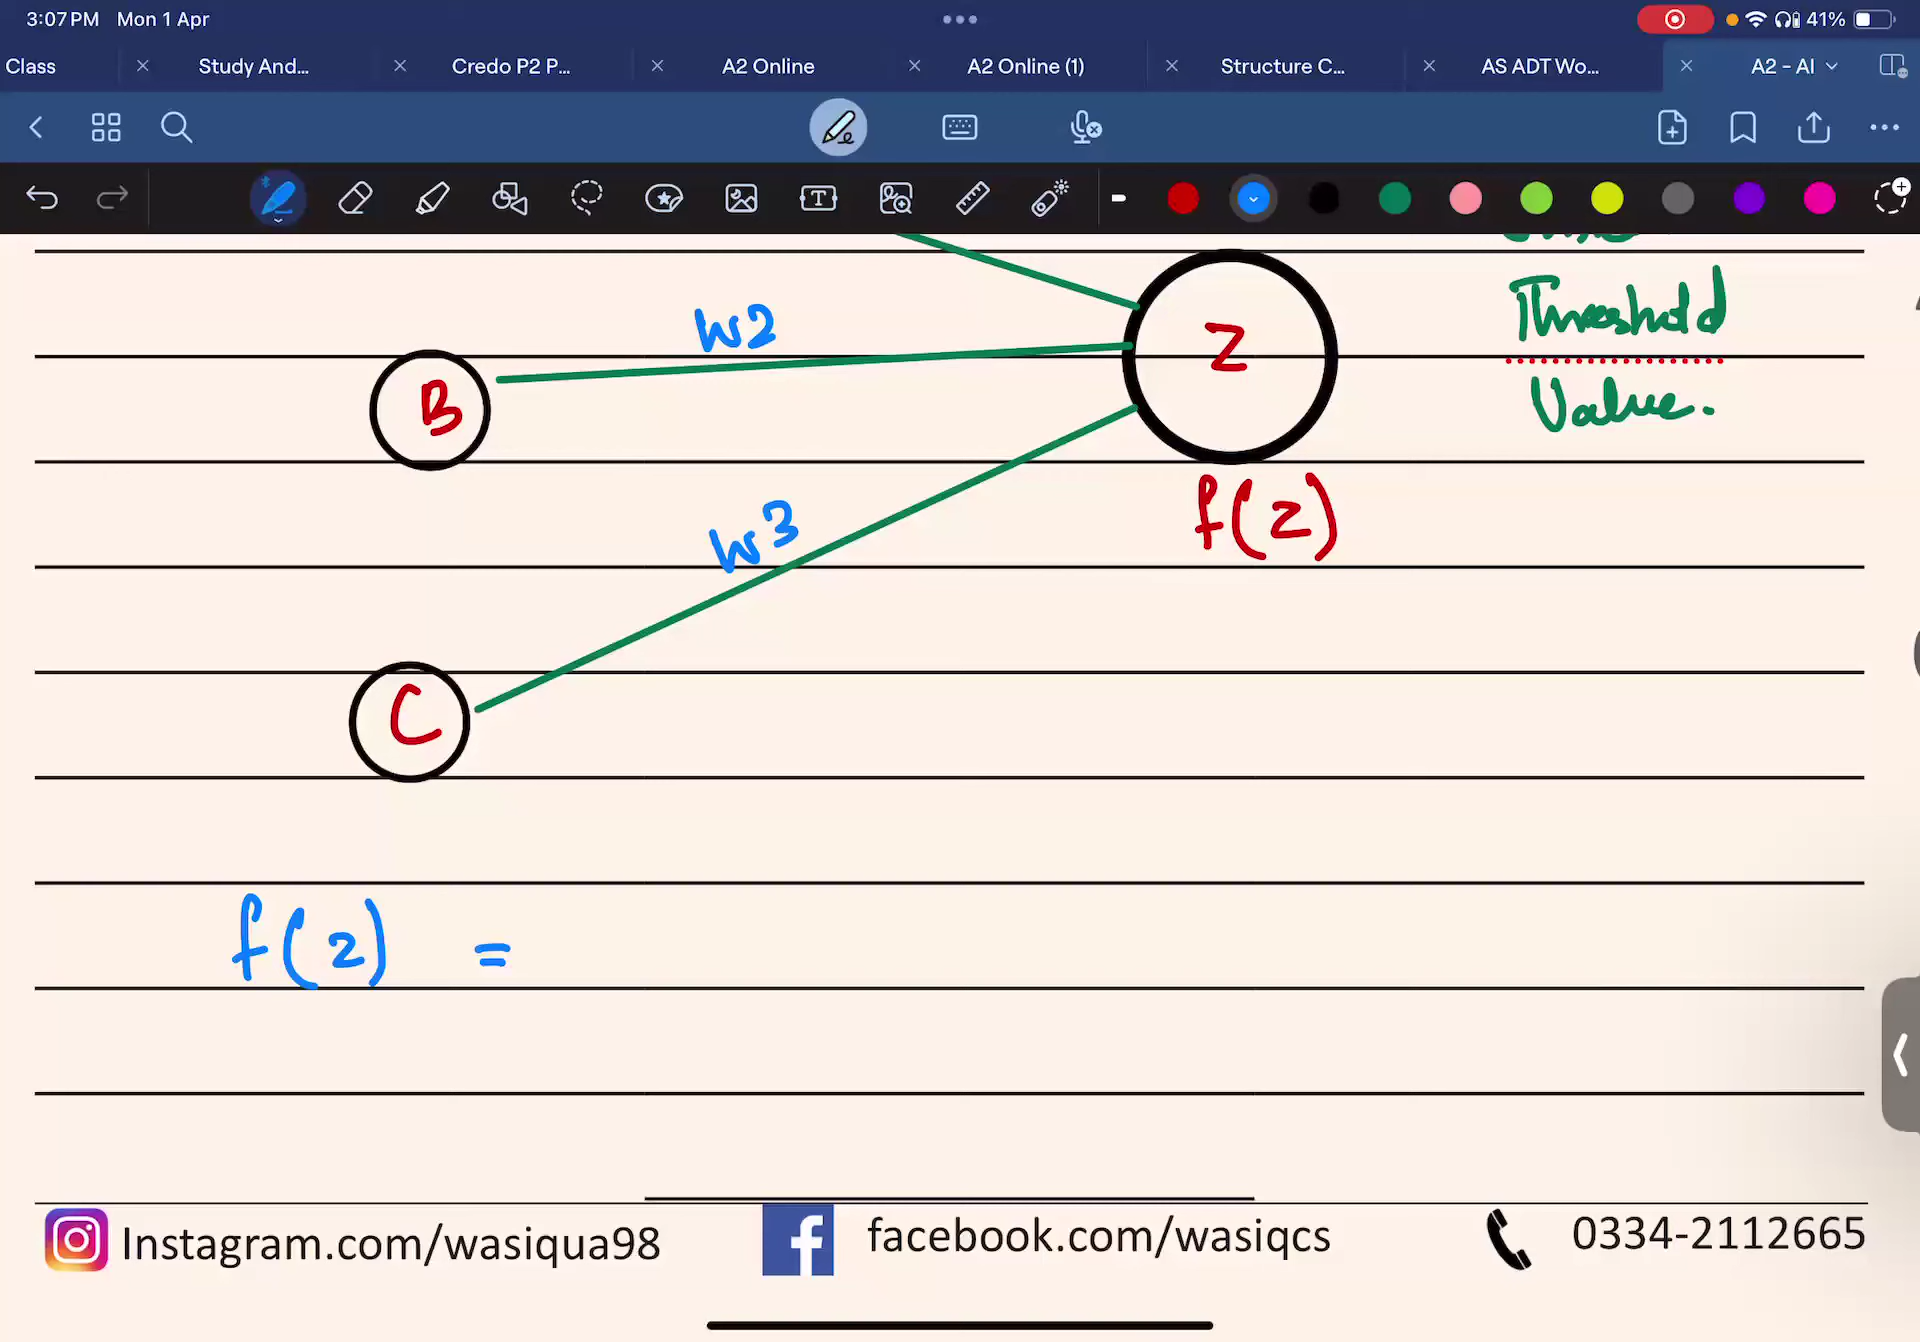 3:07 PM Mon 1 Apr 41%
Class Study And... Credo P2 P... A2 Online A2 Online (1) Structure C... AS ADT Wo... A2 - AI
Threshold
Value.
w2
Z
B
f(z)
w3
C
f(z) =
Instagram.com/wasiqua98 facebook.com/wasiqcs 0334-2112665